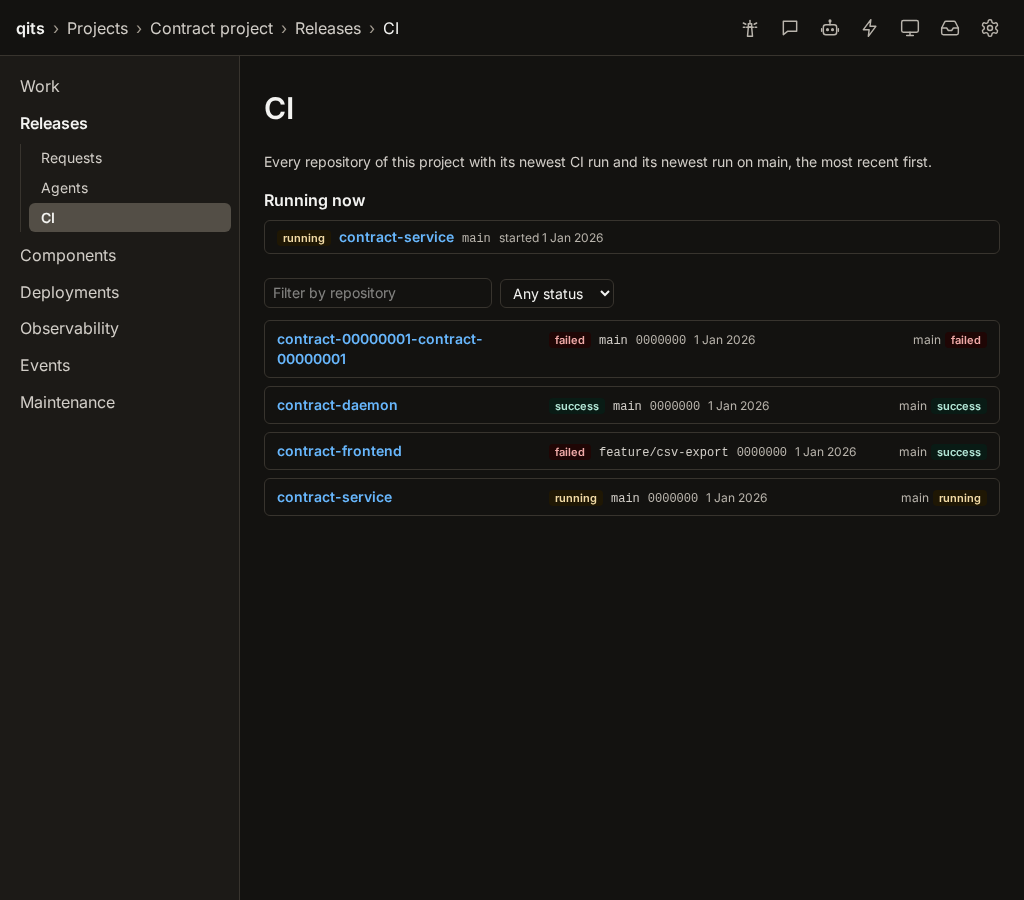 qits › Projects › Contract project › Releases › CI
Work
Releases
Requests
Agents
CI
Components
Deployments
Observability
Events
Maintenance
CI
Every repository of this project with its newest CI run and its newest run on main, the most recent first.
Running now
running contract-service main started 1 Jan 2026
Filter by repository Any status
contract-00000001-contract-
00000001 failed main 0000000 1 Jan 2026 main failed
contract-daemon success main 0000000 1 Jan 2026 main success
contract-frontend failed feature/csv-export 0000000 1 Jan 2026 main success
contract-service running main 0000000 1 Jan 2026 main running